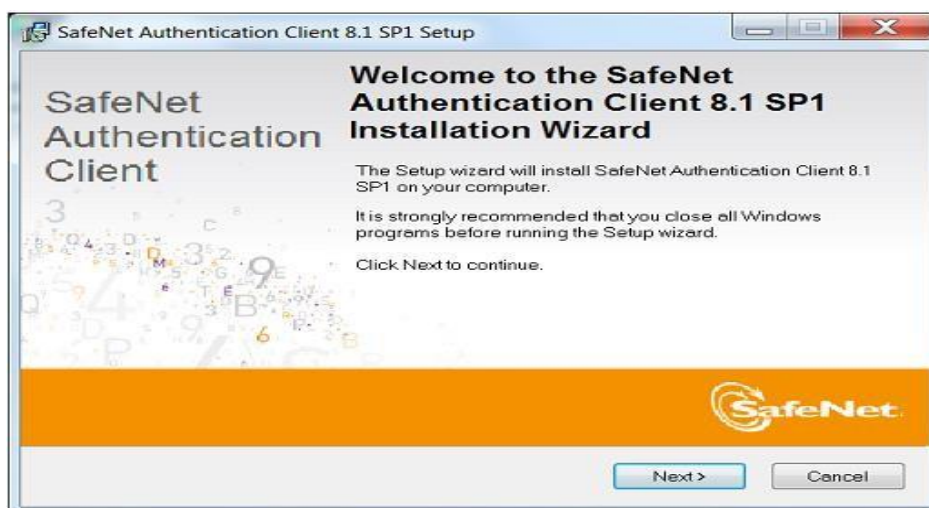 SafeNet Authentication Client 8.1 SP1 Setup
SafeNet
Authentication
Client
Welcome to the SafeNet
Authentication Client 8.1 SP1
Installation Wizard
The Setup wizard will install SafeNet Authentication Client 8.1
SP1 on your computer.
It is strongly recommended that you close all Windows
programs before running the Setup wizard.
Click Next to continue.
SafeNet.
Next >
Cancel